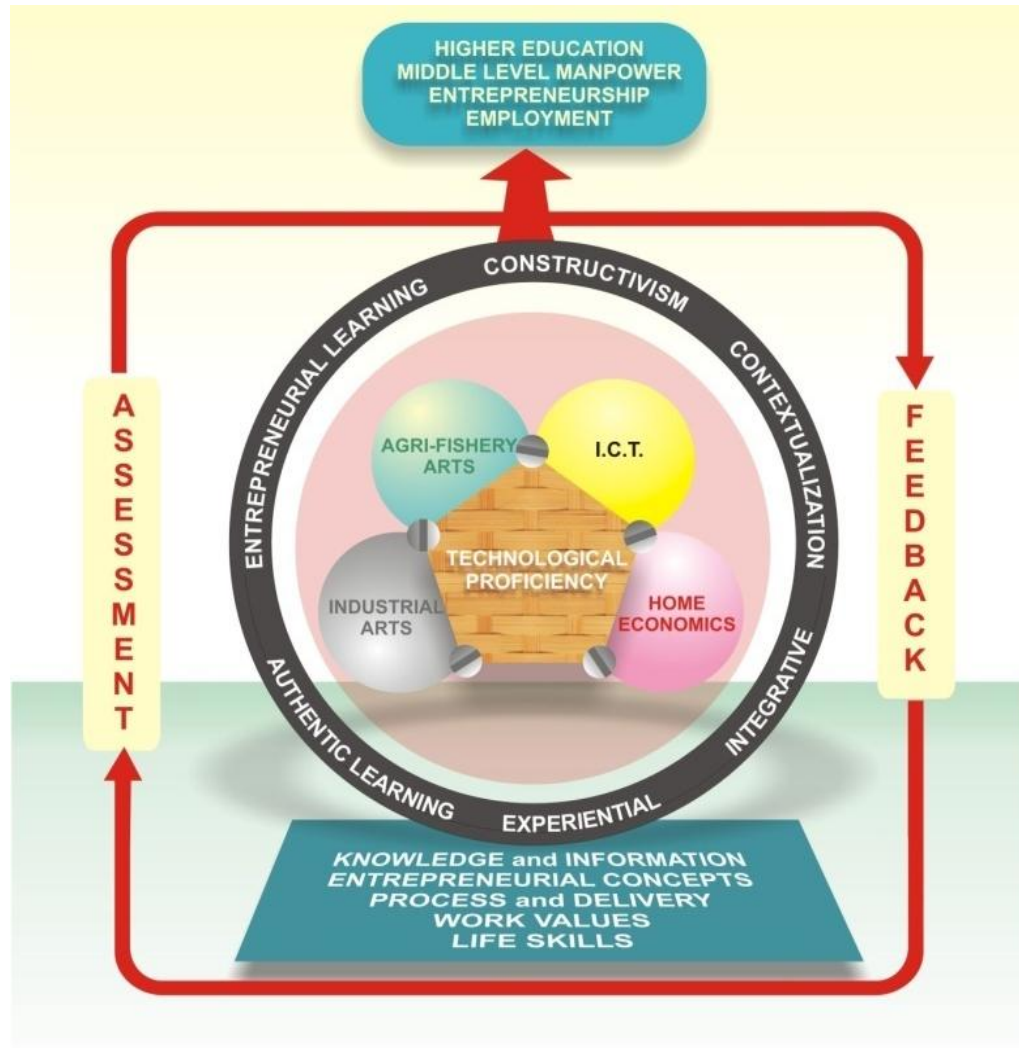 HIGHER EDUCATION
MIDDLE LEVEL MANPOWER
ENTREPRENEURSHIP
EMPLOYMENT
CONSTRUCTIVISM
ENTREPRENEURIAL LEARNING
CONTEXTUALIZATION
ASSESSMENT
FEEDBACK
AGRI-FISHERY
ARTS
I.C.T.
TECHNOLOGICAL
PROFICIENCY
INDUSTRIAL
ARTS
HOME
ECONOMICS
AUTHENTIC LEARNING
INTEGRATIVE
EXPERIENTIAL
KNOWLEDGE and INFORMATION
ENTREPRENEURIAL CONCEPTS
PROCESS and DELIVERY
WORK VALUES
LIFE SKILLS